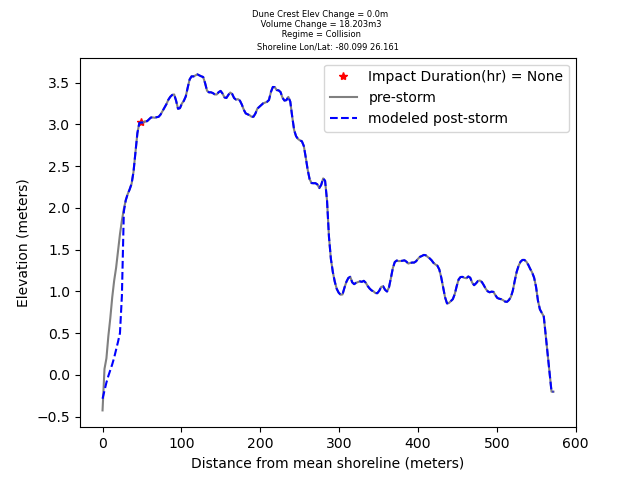 Dune Crest Elev Change = 0.0m
Volume Change = 18.203m3
Regime = Collision
Shoreline Lon/Lat: -80.099 26.161
Impact Duration(hr) = None
pre-storm
modeled post-storm
Elevation (meters)
3.5
3.0
2.5
2.0
1.5
1.0
0.5
0.0
−0.5
0 100 200 300 400 500 600
Distance from mean shoreline (meters)